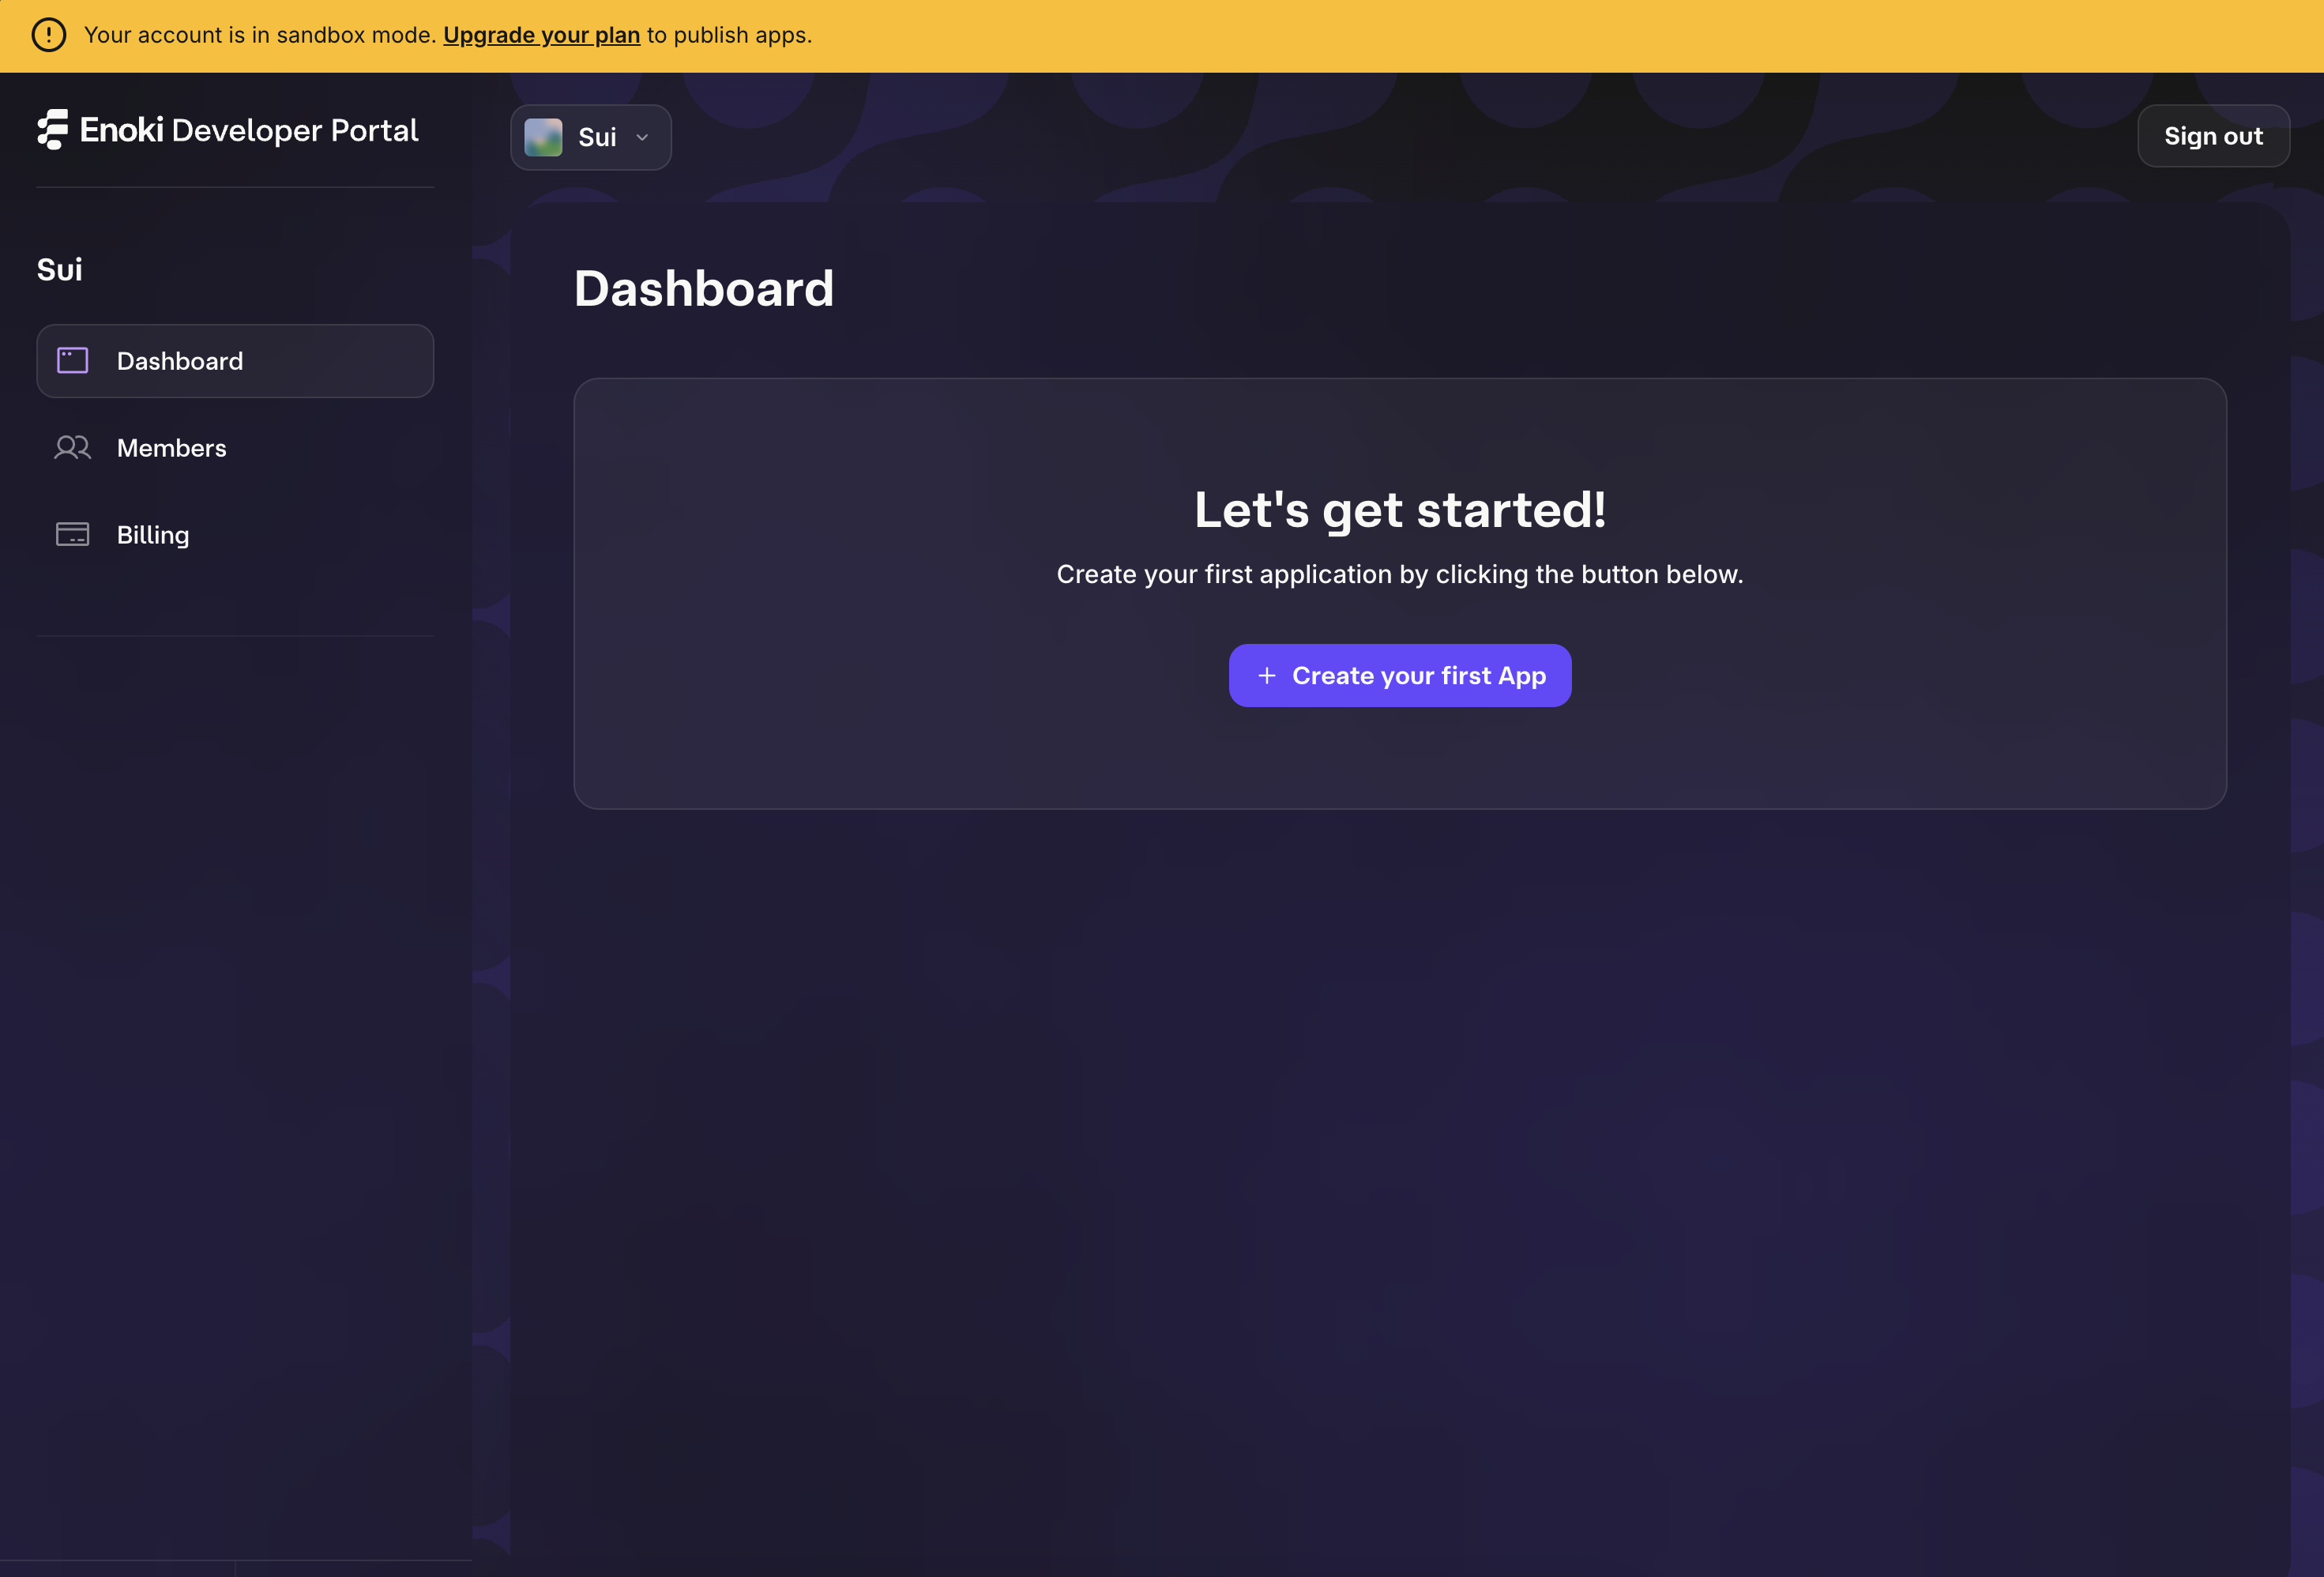 Your account is in sandbox mode. Upgrade your plan to publish apps.
Enoki Developer Portal
Sui
Sign out
Sui
Dashboard
Members
Billing
Dashboard
Let's get started!
Create your first application by clicking the button below.
+ Create your first App